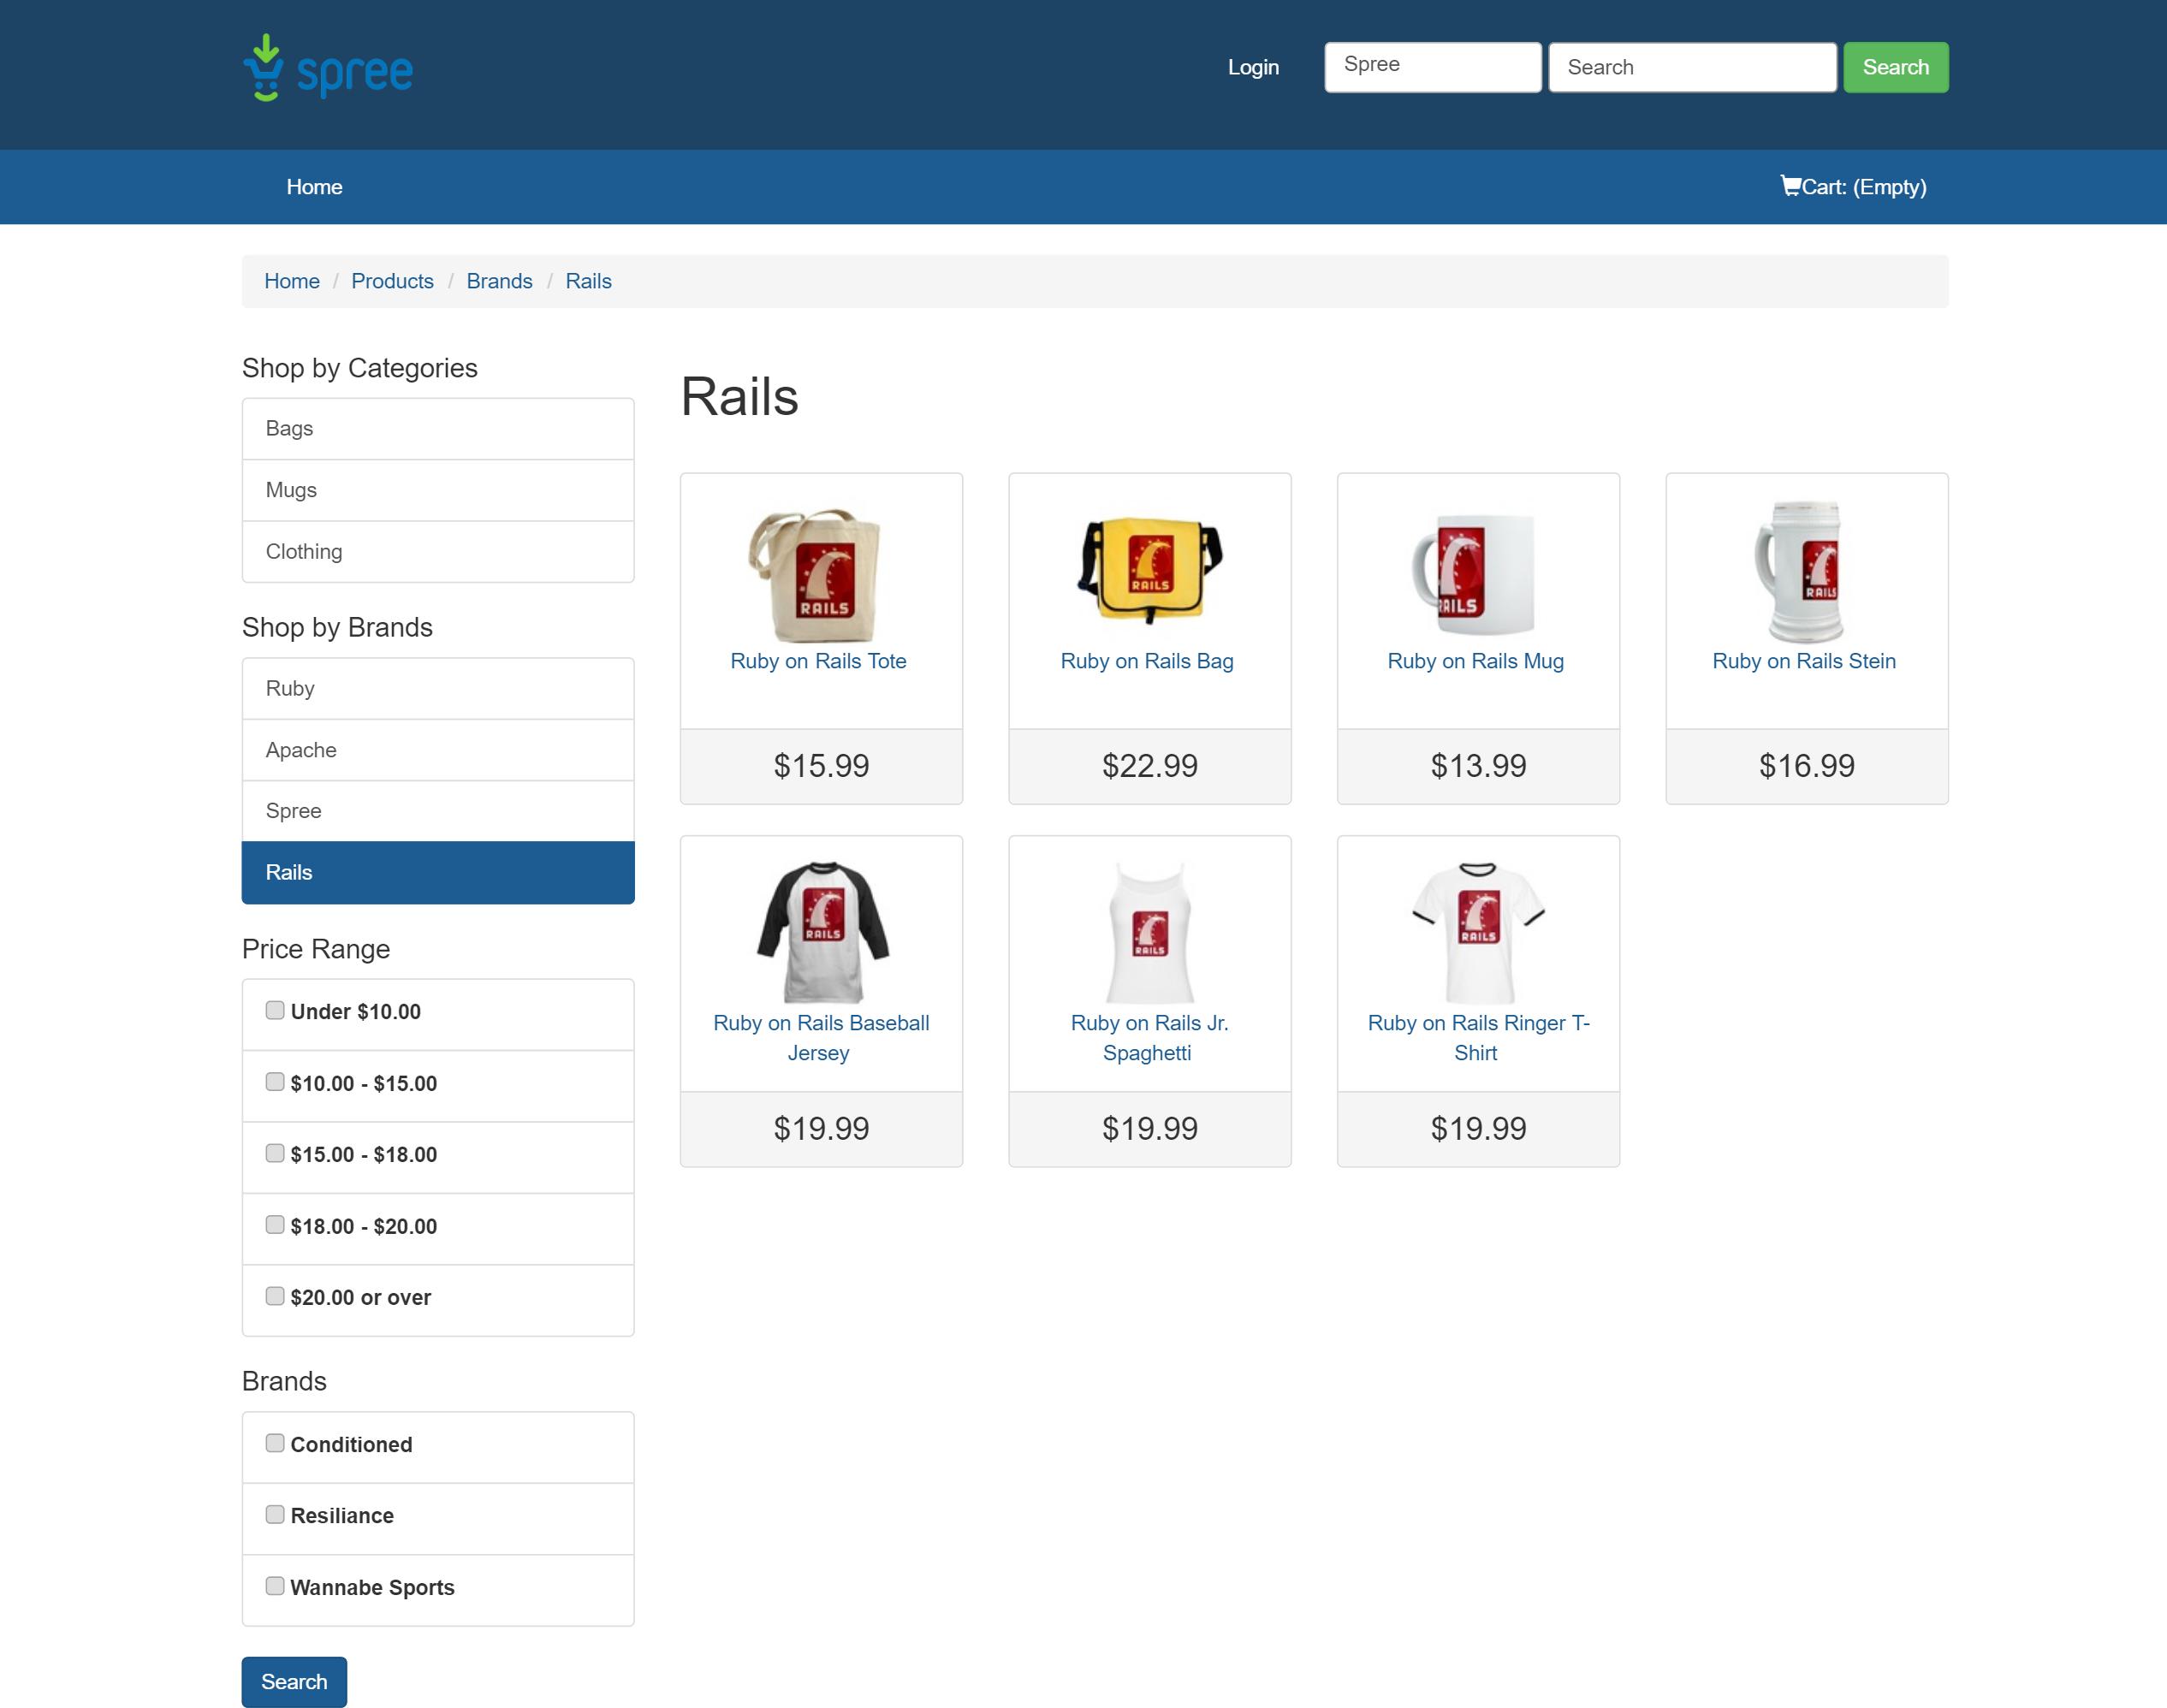 spree
Login
Spree
Search
Search
Home
Cart: (Empty)
Home / Products / Brands / Rails
Shop by Categories
Bags
Mugs
Clothing
Shop by Brands
Ruby
Apache
Spree
Rails
Price Range
Under $10.00
$10.00 - $15.00
$15.00 - $18.00
$18.00 - $20.00
$20.00 or over
Brands
Conditioned
Resiliance
Wannabe Sports
Search
Rails
RAILS
Ruby on Rails Tote
$15.99
RAILS
Ruby on Rails Bag
$22.99
RAILS
Ruby on Rails Mug
$13.99
RAILS
Ruby on Rails Stein
$16.99
RAILS
Ruby on Rails Baseball
Jersey
$19.99
RAILS
Ruby on Rails Jr.
Spaghetti
$19.99
RAILS
Ruby on Rails Ringer T-
Shirt
$19.99